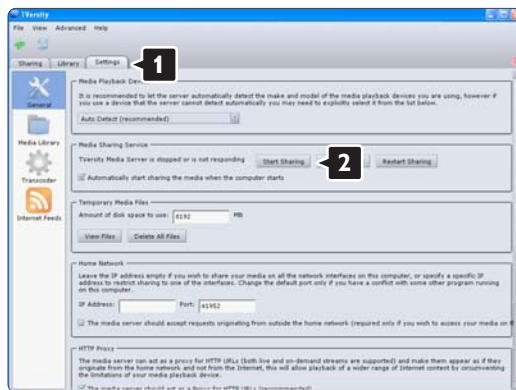 TVersity
File View Advanced Help
Sharing Library Settings
1
General
Media Library
Transcoder
Internet Feeds
Media Playback
It is recommended to let the server automatically detect the make and model of the media playback devices you are using, however if
you use a device that the server cannot detect automatically you may need to explicitly select it from the list below.
Auto Detect (recommended)
Media Sharing Service
TVersity Media Server is stopped or is not responding Start Sharing 2 Restart Sharing
Automatically start sharing the media when the computer starts
Temporary Media Files
Amount of disk space to use: 8192 MB
View Files Delete All Files
Home Network
Leave the IP address empty if you wish to share your media on all the network interfaces on this computer, or specify a specific IP
address to restrict sharing to one of the interfaces. Change the default port only if you have a conflict with some other program running
on this computer.
IP Address: Port: 41952
The media server should accept requests originating from outside the home network (required only if you wish to access your media on
HTTP Proxy
The media server can act as a proxy for HTTP URLs (both live and on-demand streams are supported) and make them appear as if they
originate from the home network and not from the Internet, this will allow playback of a wider range of Internet content by circumventing
the limitations of your media playback device.
The media server should act as a Proxy for HTTP URLs (recommended)